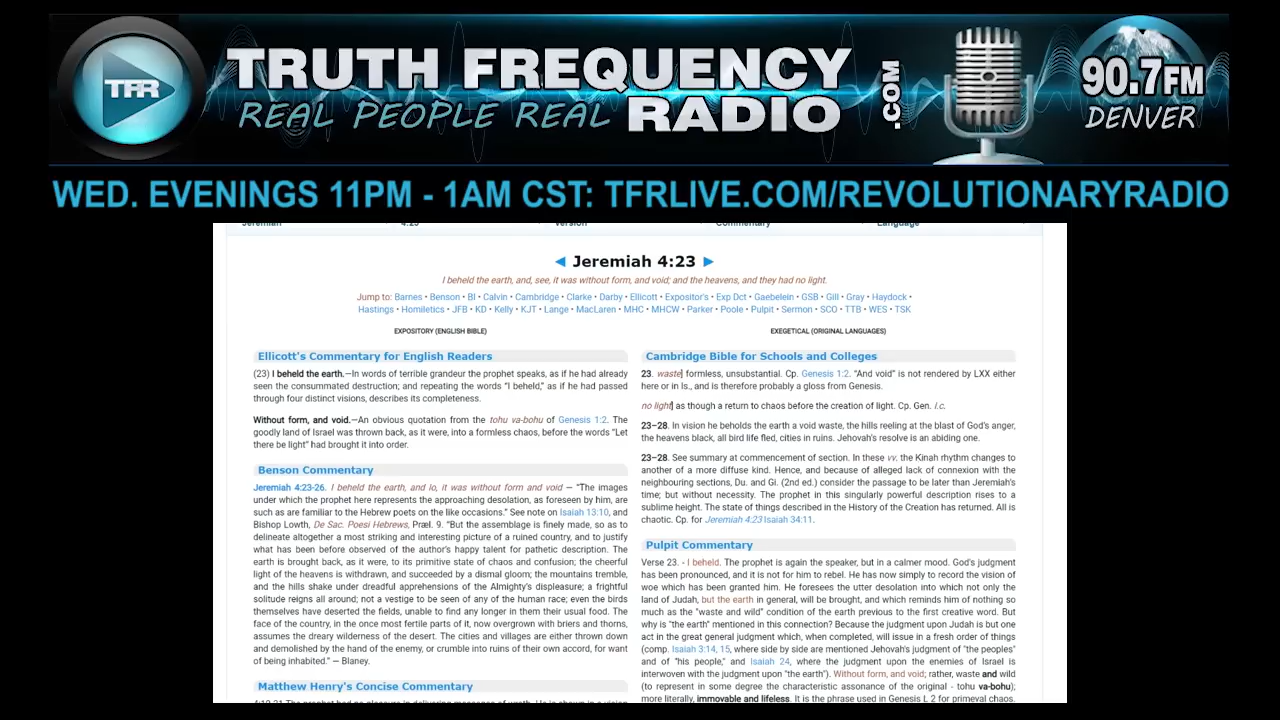 TFR
TRUTH FREQUENCY
REAL PEOPLE REAL RADIO
.COM
90.7FM
DENVER
WED. EVENINGS 11PM - 1AM CST: TFRLIVE.COM/REVOLUTIONARYRADIO
Jeremiah 4:23 Version Commentary Language
◄ Jeremiah 4:23 ►
I beheld the earth, and, see, it was without form, and void; and the heavens, and they had no light.
Jump to: Barnes • Benson • BI • Calvin • Cambridge • Clarke • Darby • Ellicott • Expositor's • Exp Dct • Gaebelein • GSB • Gill • Gray • Haydock •
Hastings • Homiletics • JFB • KD • Kelly • KJT • Lange • MacLaren • MHC • MHCW • Parker • Poole • Pulpit • Sermon • SCO • TTB • WES • TSK
EXPOSITORY (ENGLISH BIBLE)
Ellicott's Commentary for English Readers
(23) I beheld the earth.—In words of terrible grandeur the prophet speaks, as if he had already
seen the consummated destruction; and repeating the words “I beheld,” as if he had passed
through four distinct visions, describes its completeness.
Without form, and void.—An obvious quotation from the tohu va-bohu of Genesis 1:2. The
goodly land of Israel was thrown back, as it were, into a formless chaos, before the words “Let
there be light” had brought it into order.
Benson Commentary
Jeremiah 4:23-26. I beheld the earth, and lo, it was without form and void — “The images
under which the prophet here represents the approaching desolation, as foreseen by him, are
such as are familiar to the Hebrew poets on the like occasions.” See note on Isaiah 13:10, and
Bishop Lowth, De Sac. Poesi Hebrews, Præl. 9. “But the assemblage is finely made, so as to
delineate altogether a most striking and interesting picture of a ruined country, and to justify
what has been before observed of the author's happy talent for pathetic description. The
earth is brought back, as it were, to its primitive state of chaos and confusion; the cheerful
light of the heavens is withdrawn, and succeeded by a dismal gloom; the mountains tremble,
and the hills shake under dreadful apprehensions of the Almighty's displeasure; a frightful
solitude reigns all around; not a vestige to be seen of any of the human race; even the birds
themselves have deserted the fields, unable to find any longer in them their usual food. The
face of the country, in the once most fertile parts of it, now overgrown with briers and thorns,
assumes the dreary wilderness of the desert. The cities and villages are either thrown down
and demolished by the hand of the enemy, or crumble into ruins of their own accord, for want
of being inhabited.” — Blaney.
Matthew Henry's Concise Commentary
EXEGETICAL (ORIGINAL LANGUAGES)
Cambridge Bible for Schools and Colleges
23. waste] formless, unsubstantial. Cp. Genesis 1:2. “And void” is not rendered by LXX either
here or in Is., and is therefore probably a gloss from Genesis.
no light] as though a return to chaos before the creation of light. Cp. Gen. l.c.
23–28. In vision he beholds the earth a void waste, the hills reeling at the blast of God's anger,
the heavens black, all bird life fled, cities in ruins. Jehovah's resolve is an abiding one.
23–28. See summary at commencement of section. In these vv. the Kinah rhythm changes to
another of a more diffuse kind. Hence, and because of alleged lack of connexion with the
neighbouring sections, Du. and Gi. (2nd ed.) consider the passage to be later than Jeremiah's
time; but without necessity. The prophet in this singularly powerful description rises to a
sublime height. The state of things described in the History of the Creation has returned. All is
chaotic. Cp. for Jeremiah 4:23 Isaiah 34:11.
Pulpit Commentary
Verse 23. - I beheld. The prophet is again the speaker, but in a calmer mood. God's judgment
has been pronounced, and it is not for him to rebel. He has now simply to record the vision of
woe which has been granted him. He foresees the utter desolation into which not only the
land of Judah, but the earth in general, will be brought, and which reminds him of nothing so
much as the "waste and wild" condition of the earth previous to the first creative word. But
why is "the earth" mentioned in this connection? Because the judgment upon Judah is but one
act in the great general judgment which, when completed, will issue in a fresh order of things
(comp. Isaiah 3:14, 15, where side by side are mentioned Jehovah's judgment of "the peoples"
and of "his people," and Isaiah 24, where the judgment upon the enemies of Israel is
interwoven with the judgment upon "the earth"). Without form, and void; rather, waste and wild
(to represent in some degree the characteristic assonance of the original - tohu va-bohu);
more literally, immovable and lifeless. It is the phrase used in Genesis L 2 for primeval chaos.